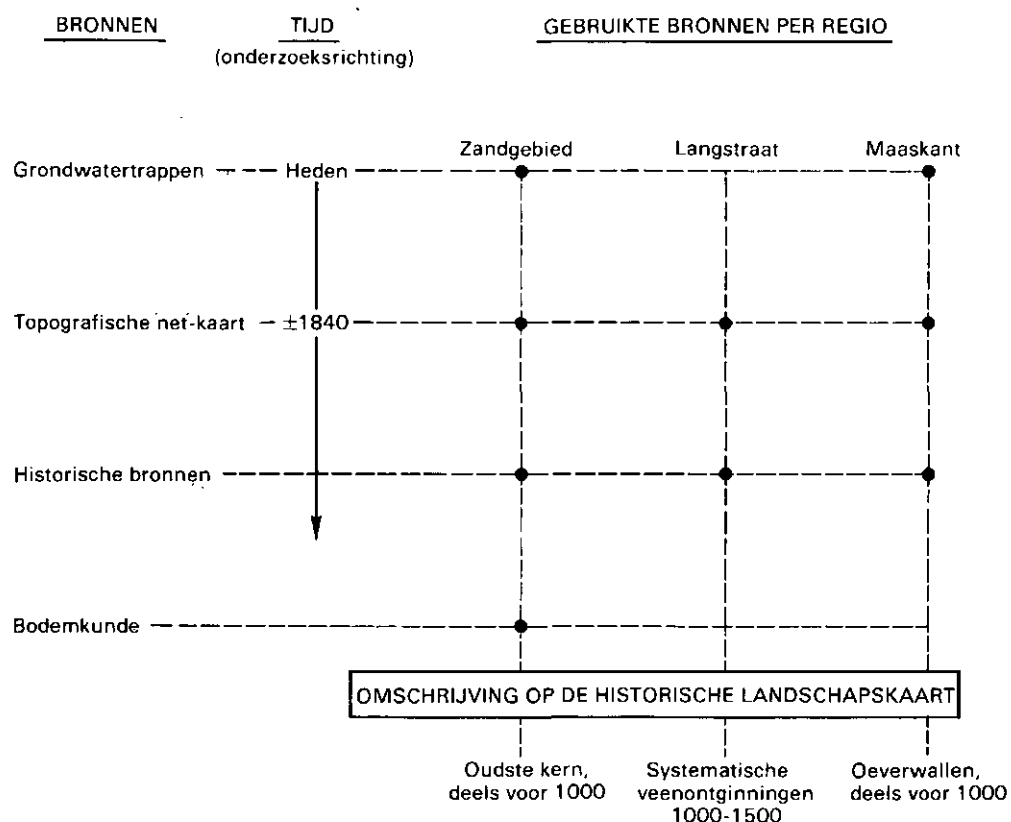 BRONNEN TIJD GEBRUIKTE BRONNEN PER REGIO
(onderzoeksrichting)
Zandgebied Langstraat Maaskant
Grondwatertrappen Heden
Topografische net-kaart ±1840
Historische bronnen
Bodemkunde
OMSCHRIJVING OP DE HISTORISCHE LANDSCHAPSKAART
Oudste kern, Systematische Oeverwallen,
deels voor 1000 veenontginningen deels voor 1000
1000-1500